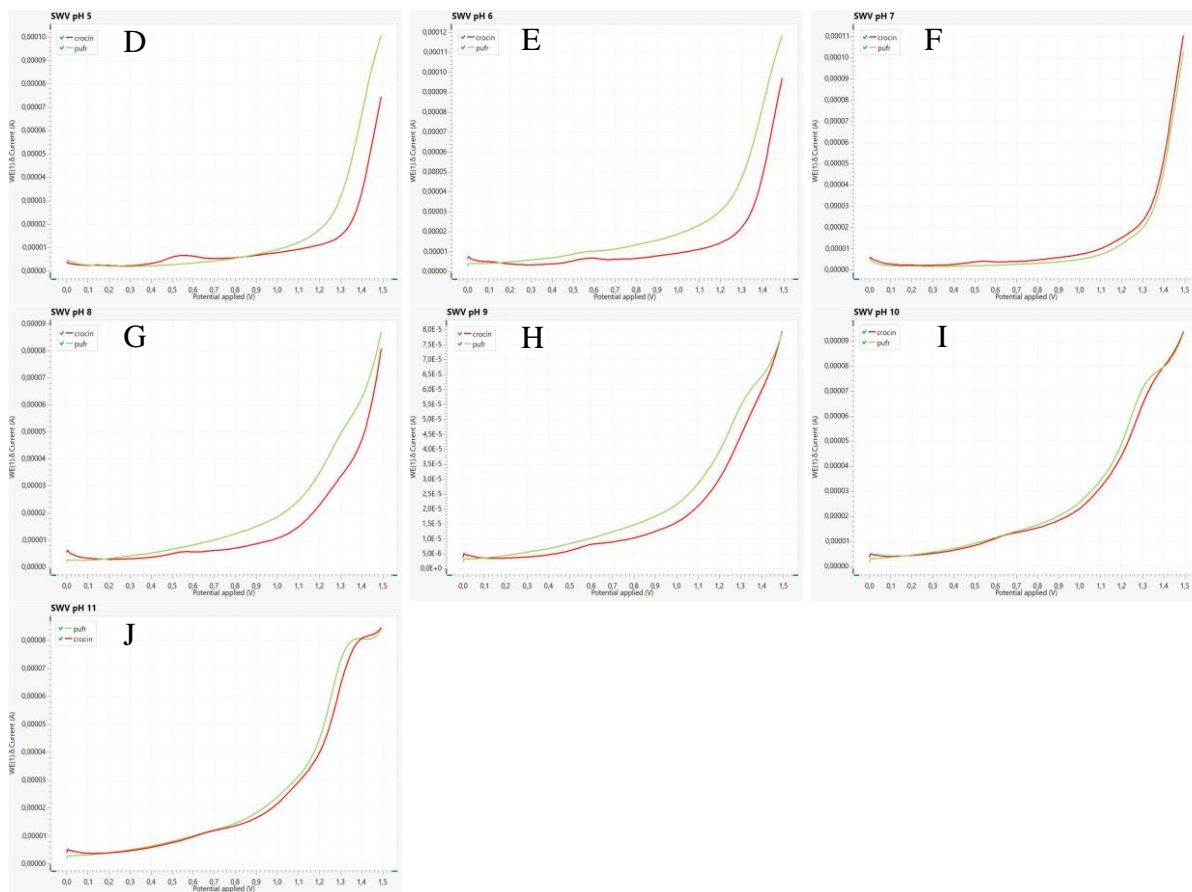 SWV pH 5
D
crocin
pufr
0,00010
0,00009
0,00008
0,00007
0,00006
0,00005
0,00004
0,00003
0,00002
0,00001
0,00000
WE(1).δ.Current (A)
0,0 0,1 0,2 0,3 0,4 0,5 0,6 0,7 0,8 0,9 1,0 1,1 1,2 1,3 1,4 1,5
Potential applied (V)
SWV pH 6
E
crocin
pufr
0,00012
0,00011
0,00010
0,00009
0,00008
0,00007
0,00006
0,00005
0,00004
0,00003
0,00002
0,00001
0,00000
WE(1).δ.Current (A)
0,0 0,1 0,2 0,3 0,4 0,5 0,6 0,7 0,8 0,9 1,0 1,1 1,2 1,3 1,4 1,5
Potential applied (V)
SWV pH 7
F
crocin
pufr
0,00011
0,00010
0,00009
0,00008
0,00007
0,00006
0,00005
0,00004
0,00003
0,00002
0,00001
0,00000
WE(1).δ.Current (A)
0,0 0,1 0,2 0,3 0,4 0,5 0,6 0,7 0,8 0,9 1,0 1,1 1,2 1,3 1,4 1,5
Potential applied (V)
SWV pH 8
G
crocin
pufr
0,00009
0,00008
0,00007
0,00006
0,00005
0,00004
0,00003
0,00002
0,00001
0,00000
WE(1).δ.Current (A)
0,0 0,1 0,2 0,3 0,4 0,5 0,6 0,7 0,8 0,9 1,0 1,1 1,2 1,3 1,4 1,5
Potential applied (V)
SWV pH 9
H
crocin
pufr
8,0E-5
7,5E-5
7,0E-5
6,5E-5
6,0E-5
5,5E-5
5,0E-5
4,5E-5
4,0E-5
3,5E-5
3,0E-5
2,5E-5
2,0E-5
1,5E-5
1,0E-5
5,0E-6
0,0E+0
WE(1).δ.Current (A)
0,0 0,1 0,2 0,3 0,4 0,5 0,6 0,7 0,8 0,9 1,0 1,1 1,2 1,3 1,4 1,5
Potential applied (V)
SWV pH 10
I
crocin
pufr
0,00009
0,00008
0,00007
0,00006
0,00005
0,00004
0,00003
0,00002
0,00001
0,00000
WE(1).δ.Current (A)
0,0 0,1 0,2 0,3 0,4 0,5 0,6 0,7 0,8 0,9 1,0 1,1 1,2 1,3 1,4 1,5
Potential applied (V)
SWV pH 11
J
pufr
crocin
0,00008
0,00007
0,00006
0,00005
0,00004
0,00003
0,00002
0,00001
0,00000
WE(1).δ.Current (A)
0,0 0,1 0,2 0,3 0,4 0,5 0,6 0,7 0,8 0,9 1,0 1,1 1,2 1,3 1,4 1,5
Potential applied (V)